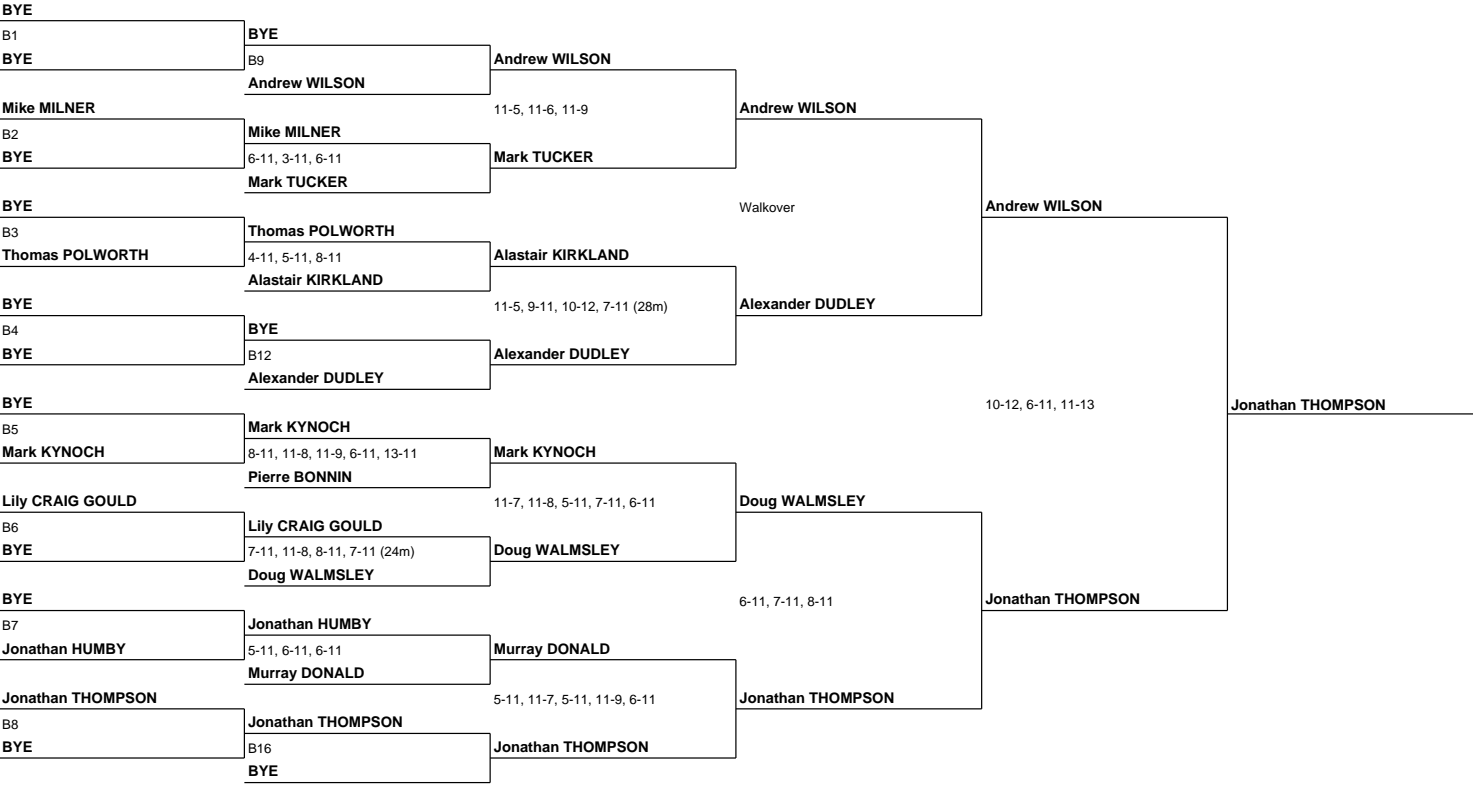 BYE
B1
BYE
Mike MILNER
B2
BYE
BYE
B3
Thomas POLWORTH
BYE
B4
BYE
BYE
B5
Mark KYNOCH
Lily CRAIG GOULD
B6
BYE
BYE
B7
Jonathan HUMBY
Jonathan THOMPSON
B8
BYE
BYE
B9
Andrew WILSON
Mike MILNER
6-11, 3-11, 6-11
Mark TUCKER
Thomas POLWORTH
4-11, 5-11, 8-11
Alastair KIRKLAND
BYE
B12
Alexander DUDLEY
Mark KYNOCH
8-11, 11-8, 11-9, 6-11, 13-11
Pierre BONNIN
Lily CRAIG GOULD
7-11, 11-8, 8-11, 7-11 (24m)
Doug WALMSLEY
Jonathan HUMBY
5-11, 6-11, 6-11
Murray DONALD
Jonathan THOMPSON
B16
BYE
Andrew WILSON
11-5, 11-6, 11-9
Mark TUCKER
Alastair KIRKLAND
11-5, 9-11, 10-12, 7-11 (28m)
Alexander DUDLEY
Mark KYNOCH
11-7, 11-8, 5-11, 7-11, 6-11
Doug WALMSLEY
Murray DONALD
5-11, 11-7, 5-11, 11-9, 6-11
Jonathan THOMPSON
Andrew WILSON
Walkover
Alexander DUDLEY
Doug WALMSLEY
6-11, 7-11, 8-11
Jonathan THOMPSON
Andrew WILSON
10-12, 6-11, 11-13
Jonathan THOMPSON
Jonathan THOMPSON